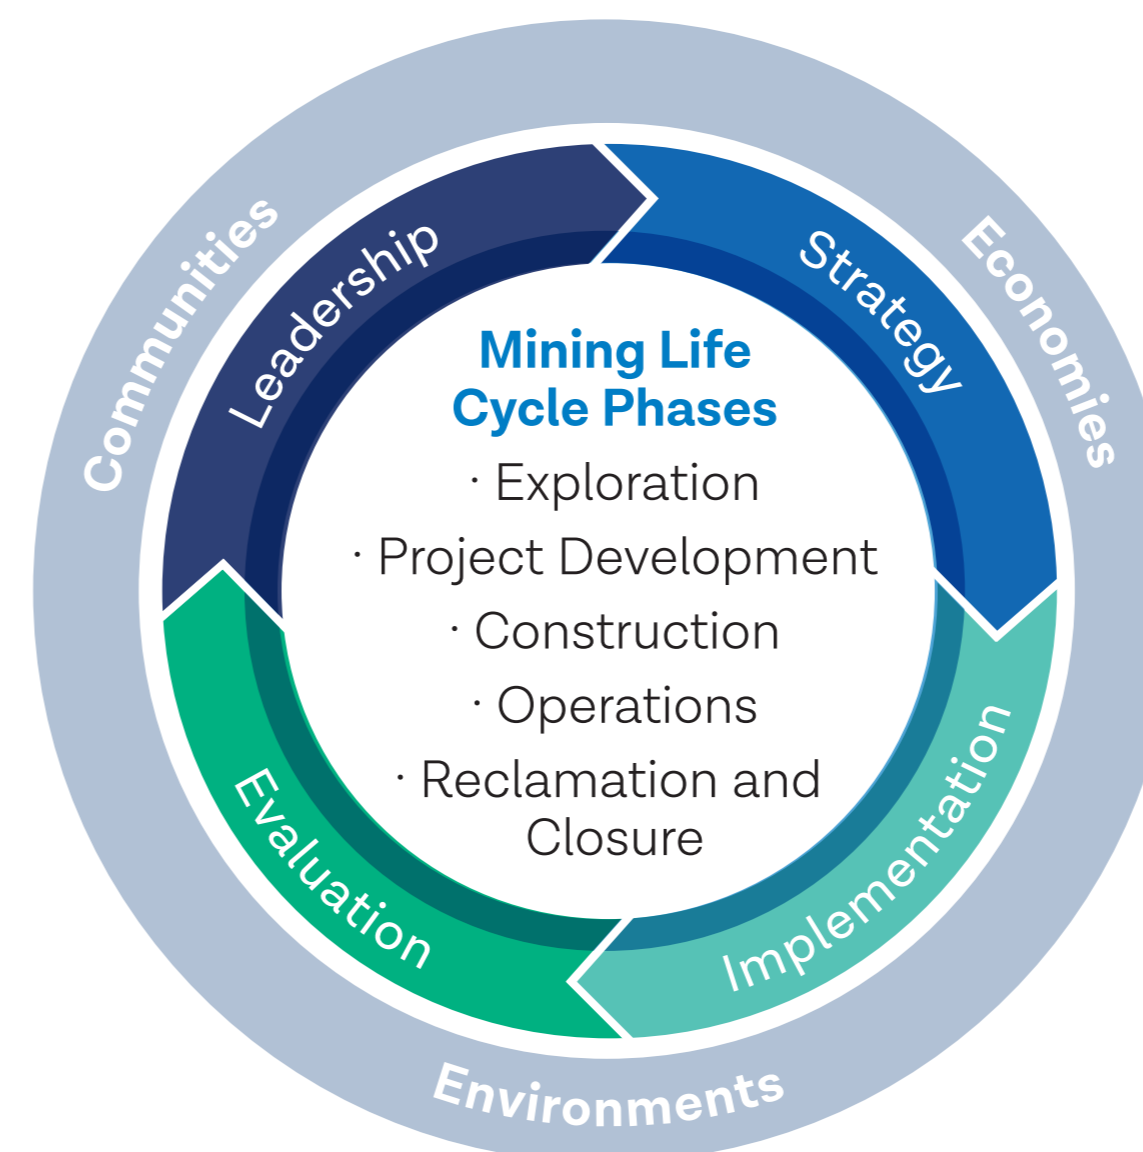 Communities
Economies
Environments
Leadership
Strategy
Implementation
Evaluation
Mining Life
Cycle Phases
· Exploration
· Project Development
· Construction
· Operations
· Reclamation and
Closure